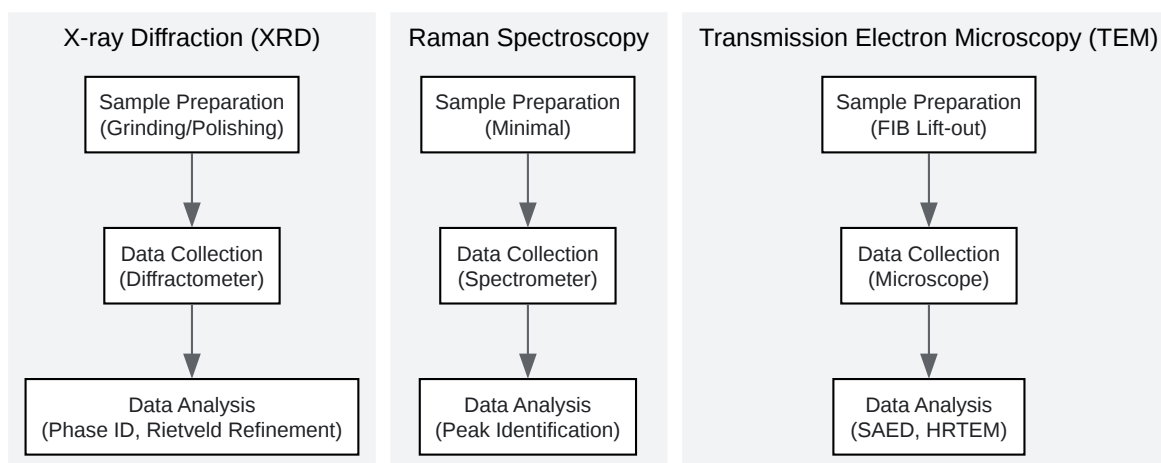 X-ray Diffraction (XRD)
Sample Preparation
(Grinding/Polishing)
Data Collection
(Diffractometer)
Data Analysis
(Phase ID, Rietveld Refinement)
Raman Spectroscopy
Sample Preparation
(Minimal)
Data Collection
(Spectrometer)
Data Analysis
(Peak Identification)
Transmission Electron Microscopy (TEM)
Sample Preparation
(FIB Lift-out)
Data Collection
(Microscope)
Data Analysis
(SAED, HRTEM)